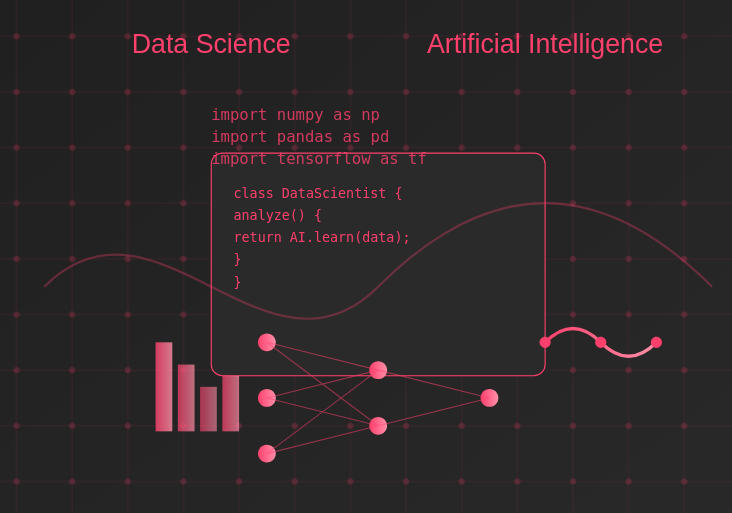 Data Science
Artificial Intelligence
import numpy as np
import pandas as pd
import tensorflow as tf
class DataScientist {
analyze() {
return AI.learn(data);
}
}